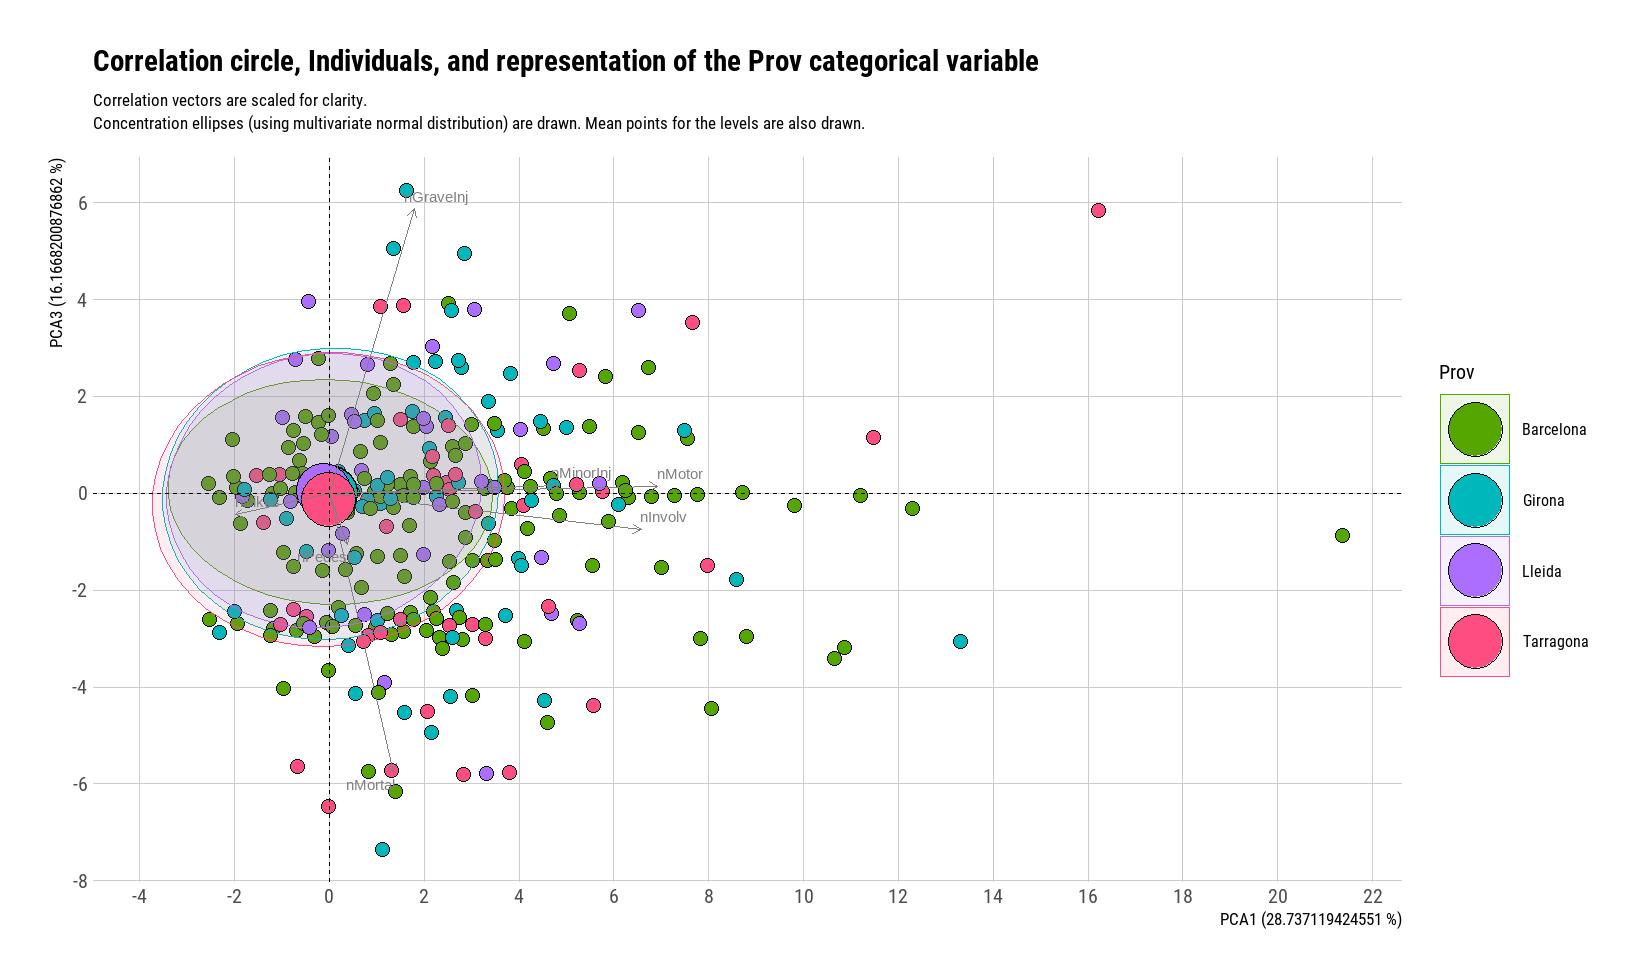 Correlation circle, Individuals, and representation of the Prov categorical variable
Correlation vectors are scaled for clarity.
Concentration ellipses (using multivariate normal distribution) are drawn. Mean points for the levels are also drawn.
PCA3 (16.1668200876862 %)
6
4
2
0
-2
-4
-6
-8
nGraveInj
nMinorInj
nMotor
nInvolv
nMortal
-4
-2
0
2
4
6
8
10
12
14
16
18
20
22
PCA1 (28.737119424551 %)
Prov
Barcelona
Girona
Lleida
Tarragona